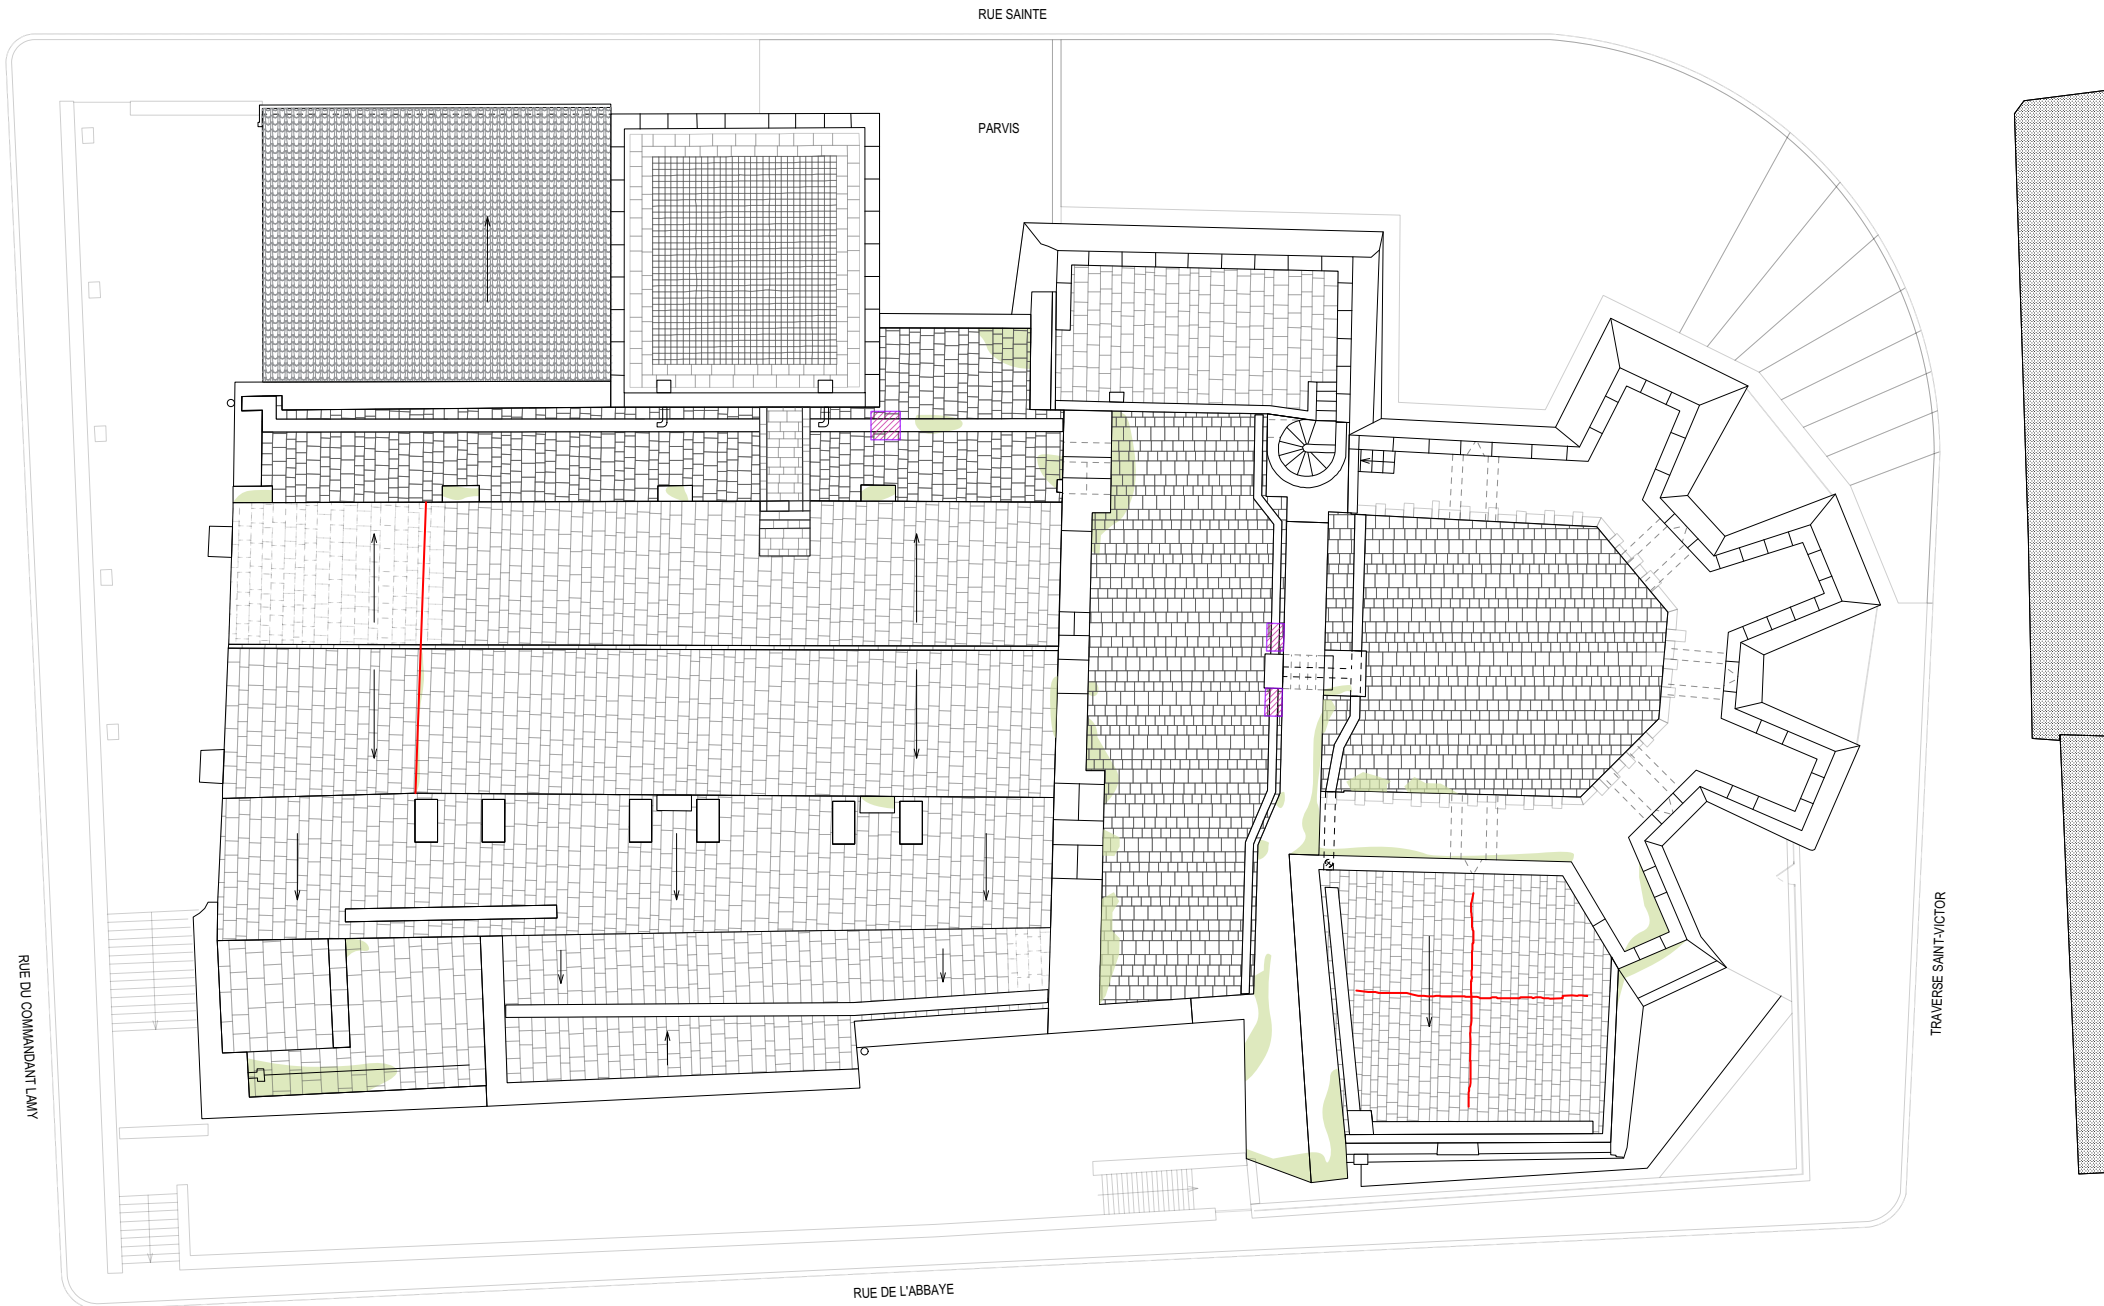 RUE SAINTE
PARVIS
RUE DU COMMANDANT LAMY
TRAVERSE SAINT-VICTOR
RUE DE L'ABBAYE